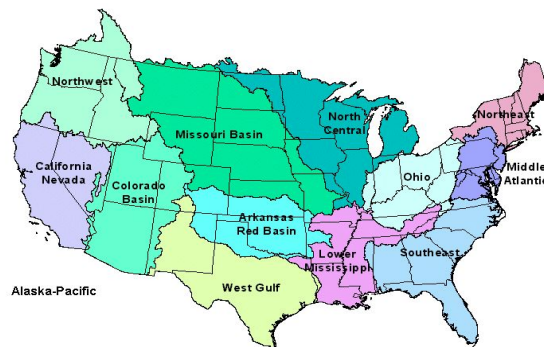 Northwest
North
Central
Northeast
Missouri Basin
California
Nevada
Colorado
Basin
Ohio
Middle
Atlantic
Arkansas
Red Basin
Lower
Mississippi
Southeast
West Gulf
Alaska-Pacific